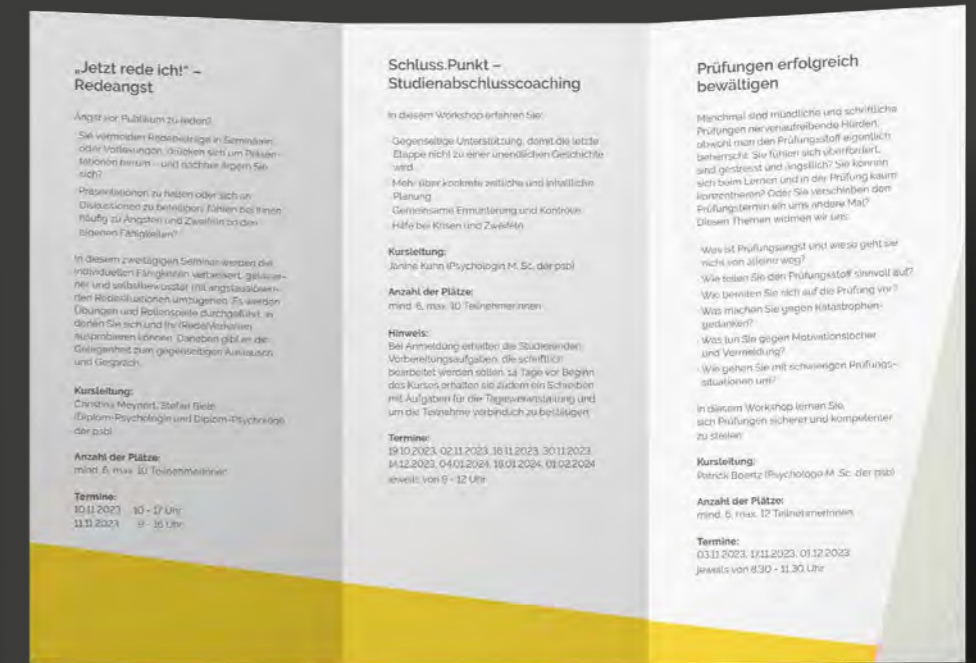 „Jetzt rede ich!“ –
Redeangst
Angst vor Publikum zu reden?
Sie vermeiden Redebeiträge in Seminaren
oder Vorlesungen, drücken sich um Präsen-
tationen herum – und nachher ärgern Sie
sich?
Präsentationen zu halten oder sich an
Diskussionen zu beteiligen, führen bei Ihnen
häufig zu Ängsten und Zweifeln an den
eigenen Fähigkeiten?
In diesem zweitägigen Seminar werden die
individuellen Fähigkeiten verbessert, gelasse-
ner und selbstbewusster mit angstauslösen-
den Redesituationen umzugehen. Es werden
Übungen und Rollenspiele durchgeführt, in
denen Sie sich und Ihr (Rede)Verhalten
ausprobieren können. Daneben gibt es die
Gelegenheit zum gegenseitigen Austausch
und Gespräch.
Kursleitung:
Christina Meynert, Stefan
(Diplom-Psychologin und Diplom-Psychologe
der psb)
Anzahl der Plätze:
mind. 6, max. 10 TeilnehmerInnen
Termine:
10.11.2023 10 - 17 Uhr
11.11.2023 9 - 16 Uhr
Schluss.Punkt –
Studienabschlusscoaching
In diesem Workshop erfahren Sie:
Gegenseitige Unterstützung, damit die letzte
Etappe nicht zu einer unendlichen Geschichte
wird
Mehr über konkrete zeitliche und inhaltliche
Planung
Gemeinsame Ermunterung und Kontrolle
Hilfe bei Krisen und Zweifeln
Kursleitung:
Janine Kuhn (Psychologin M. Sc. der psb)
Anzahl der Plätze:
mind. 6, max. 10 TeilnehmerInnen
Hinweis:
Bei Anmeldung erhalten die Studierenden
Vorbereitungsaufgaben, die schriftlich
bearbeitet werden sollen. 14 Tage vor Beginn
des Kurses erhalten sie zudem ein Schreiben
mit Aufgaben für die Tagesveranstaltung und
um die Teilnahme verbindlich zu bestätigen.
Termine:
19.10.2023, 02.11.2023, 16.11.2023, 30.11.2023,
14.12.2023, 04.01.2024, 18.01.2024, 01.02.2024
jeweils von 9 - 12 Uhr
Prüfungen erfolgreich
bewältigen
Manchmal sind mündliche und schriftliche
Prüfungen nervenaufreibende Hürden,
obwohl man den Prüfungsstoff eigentlich
beherrscht. Sie fühlen sich überfordert,
sind gestresst und ängstlich? Sie können
sich beim Lernen und in der Prüfung kaum
konzentrieren? Oder Sie verschieben den
Prüfungstermin ein ums andere Mal?
Diesen Themen widmen wir uns:
Was ist Prüfungsangst und wieso geht sie
nicht von alleine weg?
Wie teilen Sie den Prüfungsstoff sinnvoll auf?
Wie bereiten Sie sich auf die Prüfung vor?
Was machen Sie gegen Katastrophen-
gedanken?
Was tun Sie gegen Motivationslöcher
und Vermeidung?
Wie gehen Sie mit schwierigen Prüfungs-
situationen um?
In diesem Workshop lernen Sie,
sich Prüfungen sicherer und kompetenter
zu stellen.
Kursleitung:
Patrick Boertz (Psychologe M. Sc. der psb)
Anzahl der Plätze:
mind. 6, max. 12 TeilnehmerInnen
Termine:
03.11.2023, 17.11.2023, 01.12.2023
jeweils von 8.30 - 11.30 Uhr